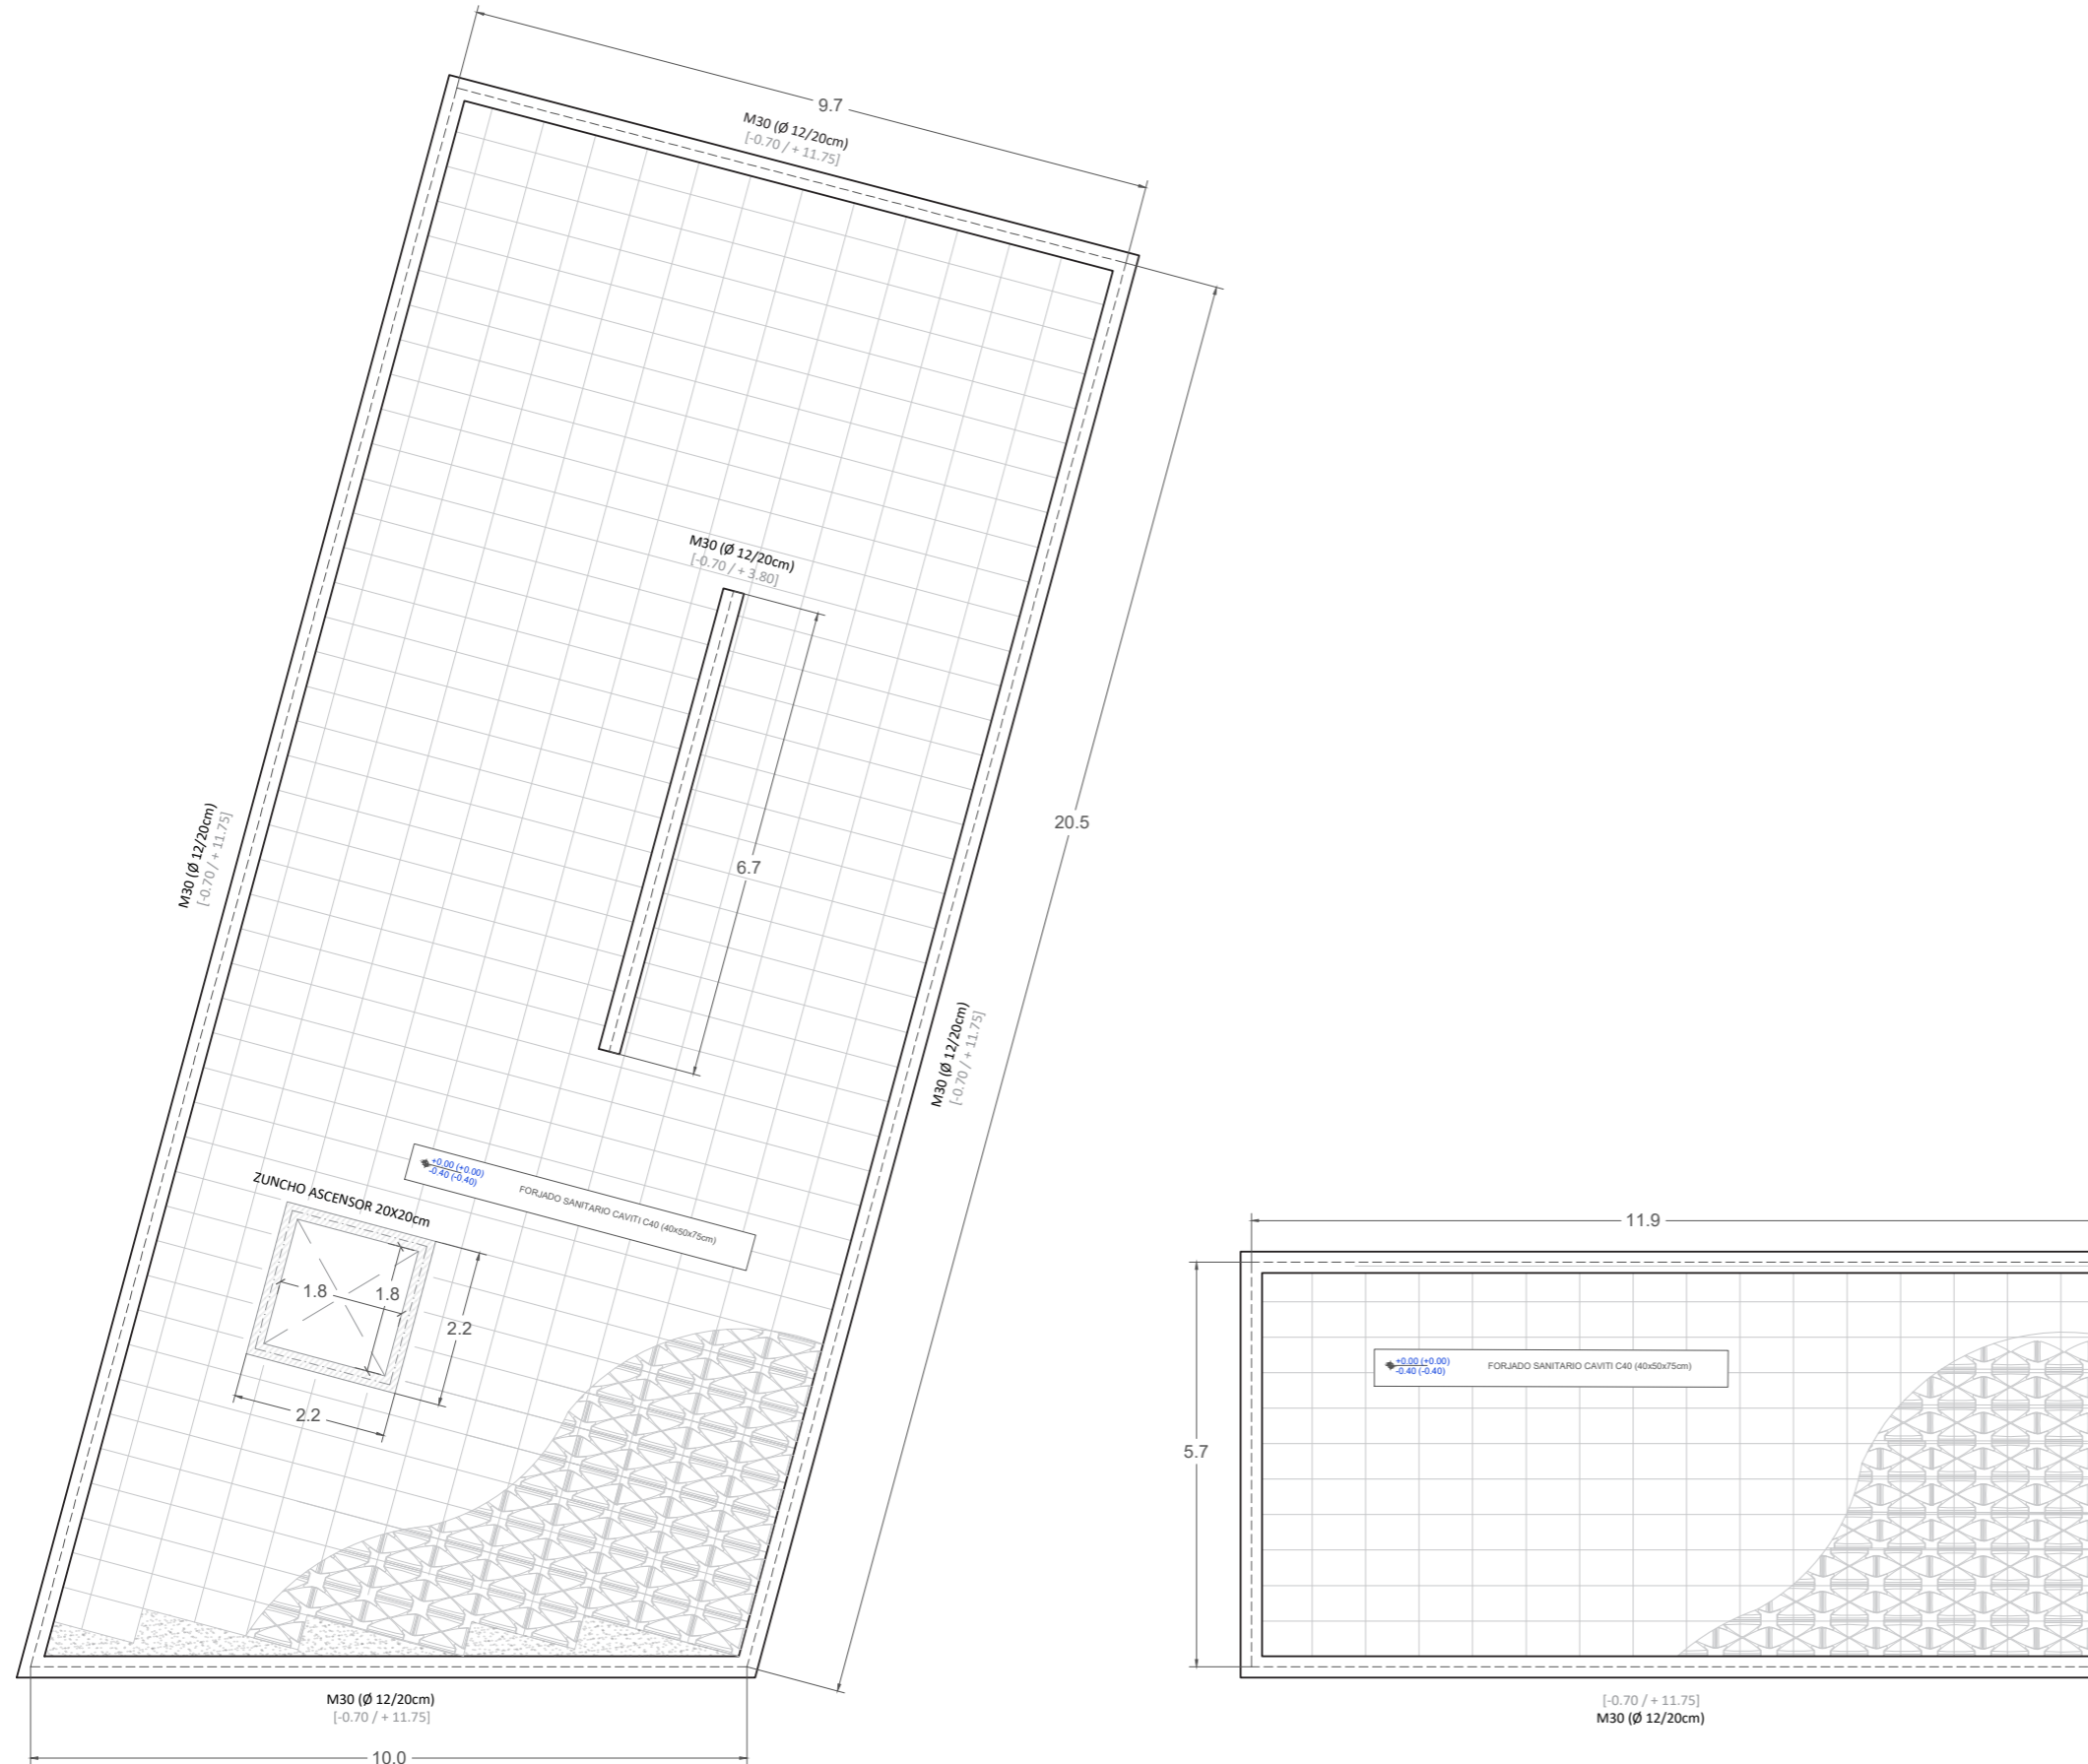 9.7
M30 (Ø 12/20cm)
[-0.70 / + 11.75]
M30 (Ø 12/20cm)
[-0.70 / + 3.80]
M30 (Ø 12/20cm)
[-0.70 / + 11.75]
20.5
6.7
M30 (Ø 12/20cm)
[-0.70 / + 11.75]
+0.00 (+0.00)
-0.40 (-0.40)
FORJADO SANITARIO CAVITI C40 (40x50x75cm)
ZUNCHO ASCENSOR 20X20cm
1.8
1.8
2.2
2.2
M30 (Ø 12/20cm)
[-0.70 / + 11.75]
10.0
11.9
+0.00 (+0.00)
-0.40 (-0.40)
FORJADO SANITARIO CAVITI C40 (40x50x75cm)
5.7
[-0.70 / + 11.75]
M30 (Ø 12/20cm)